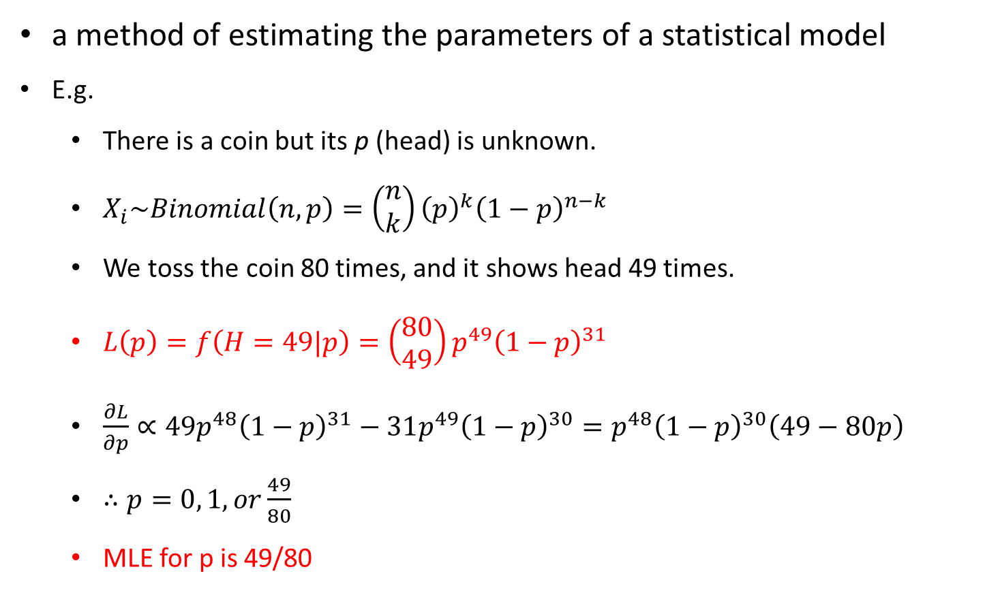 • a method of estimating the parameters of a statistical model
• E.g.
• There is a coin but its p (head) is unknown.
• $X_i \sim Binomial(n, p) = \binom{n}{k} (p)^k (1 - p)^{n-k}$
• We toss the coin 80 times, and it shows head 49 times.
• $L(p) = f(H = 49|p) = \binom{80}{49} p^{49} (1 - p)^{31}$
• $\frac{\partial L}{\partial p} \propto 49p^{48}(1 - p)^{31} - 31p^{49}(1 - p)^{30} = p^{48}(1 - p)^{30}(49 - 80p)$
• $\therefore p = 0, 1, or \frac{49}{80}$
• MLE for p is 49/80